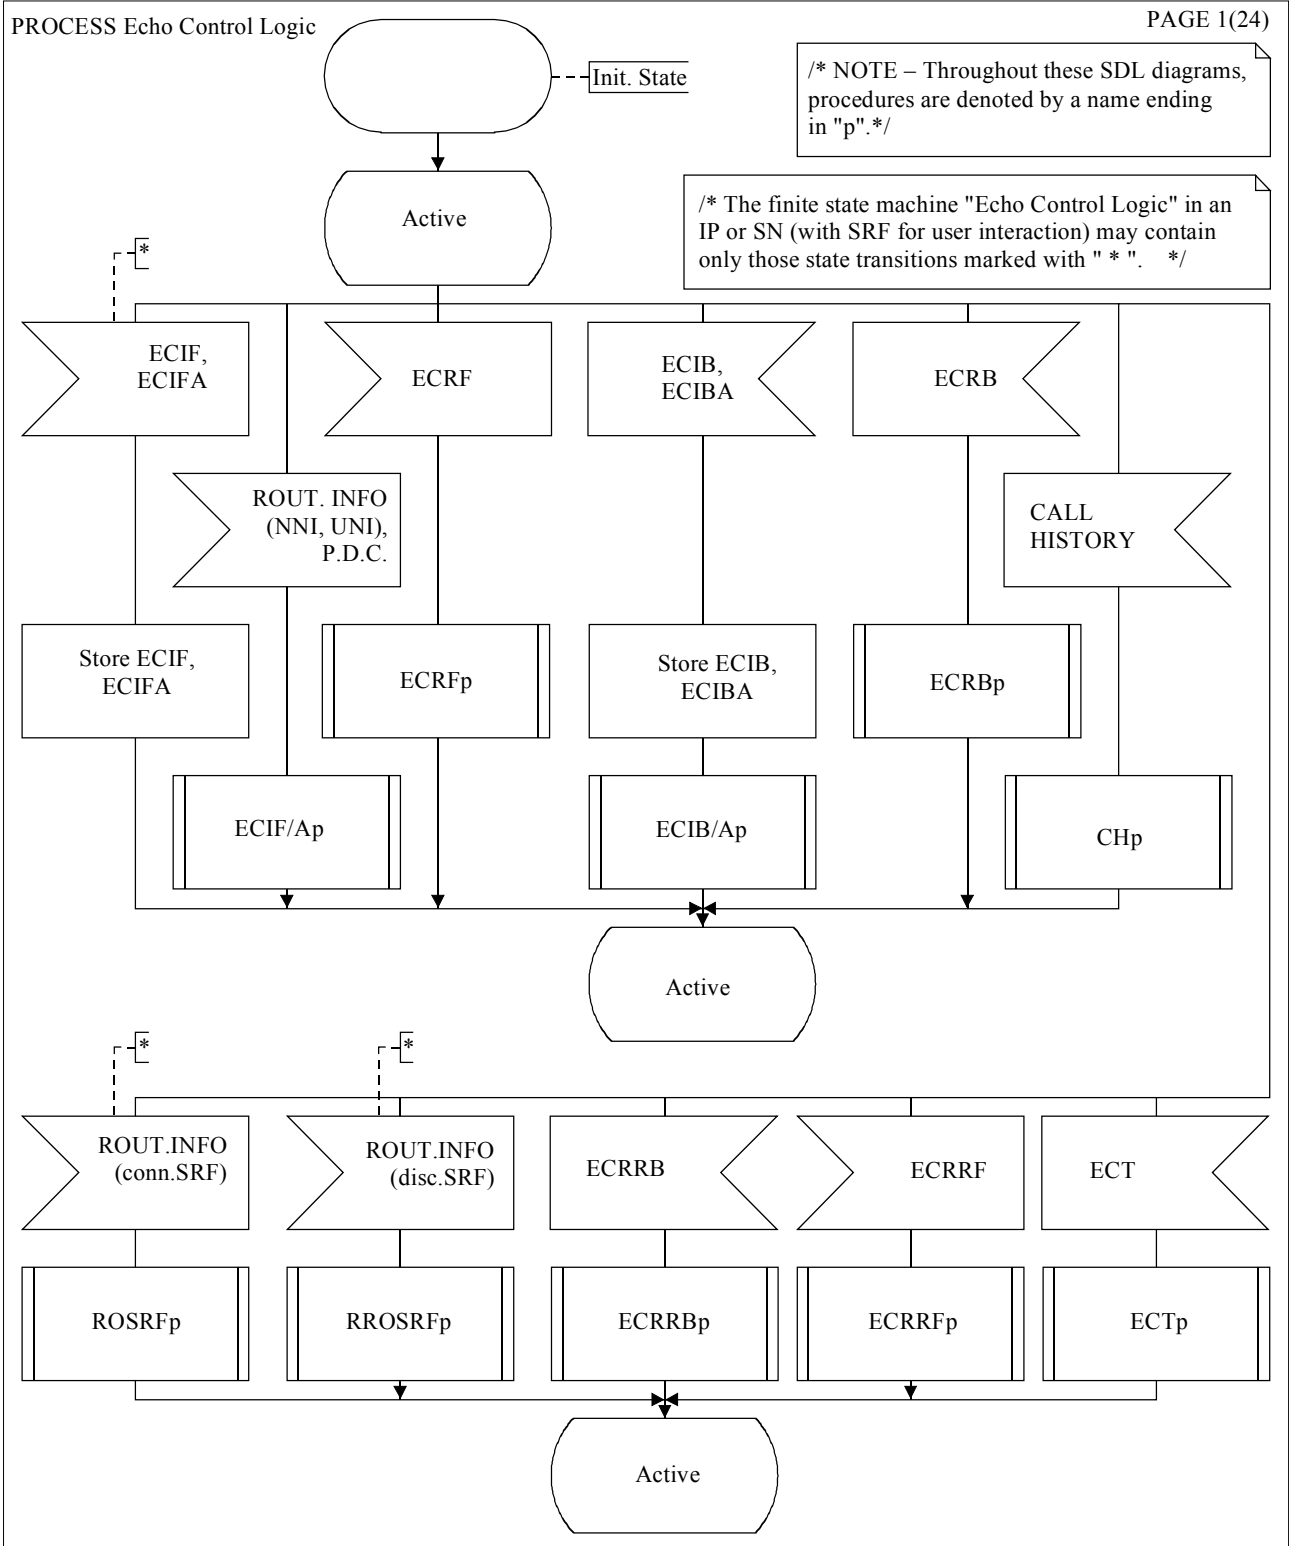 PROCESS Echo Control Logic
PAGE 1(24)
Init. State
/* NOTE – Throughout these SDL diagrams,
procedures are denoted by a name ending
in "p".*/
Active
/* The finite state machine "Echo Control Logic" in an
IP or SN (with SRF for user interaction) may contain
only those state transitions marked with " * ".    */
*
ECIF,
ECIFA
ECRF
ECIB,
ECIBA
ECRB
ROUT. INFO
(NNI, UNI),
P.D.C.
CALL
HISTORY
Store ECIF,
ECIFA
ECRFp
Store ECIB,
ECIBA
ECRBp
ECIF/Ap
ECIB/Ap
CHp
Active
*
*
ROUT.INFO
(conn.SRF)
ROUT.INFO
(disc.SRF)
ECRRB
ECRRF
ECT
ROSRFp
RROSRFp
ECRRBp
ECRRFp
ECTp
Active